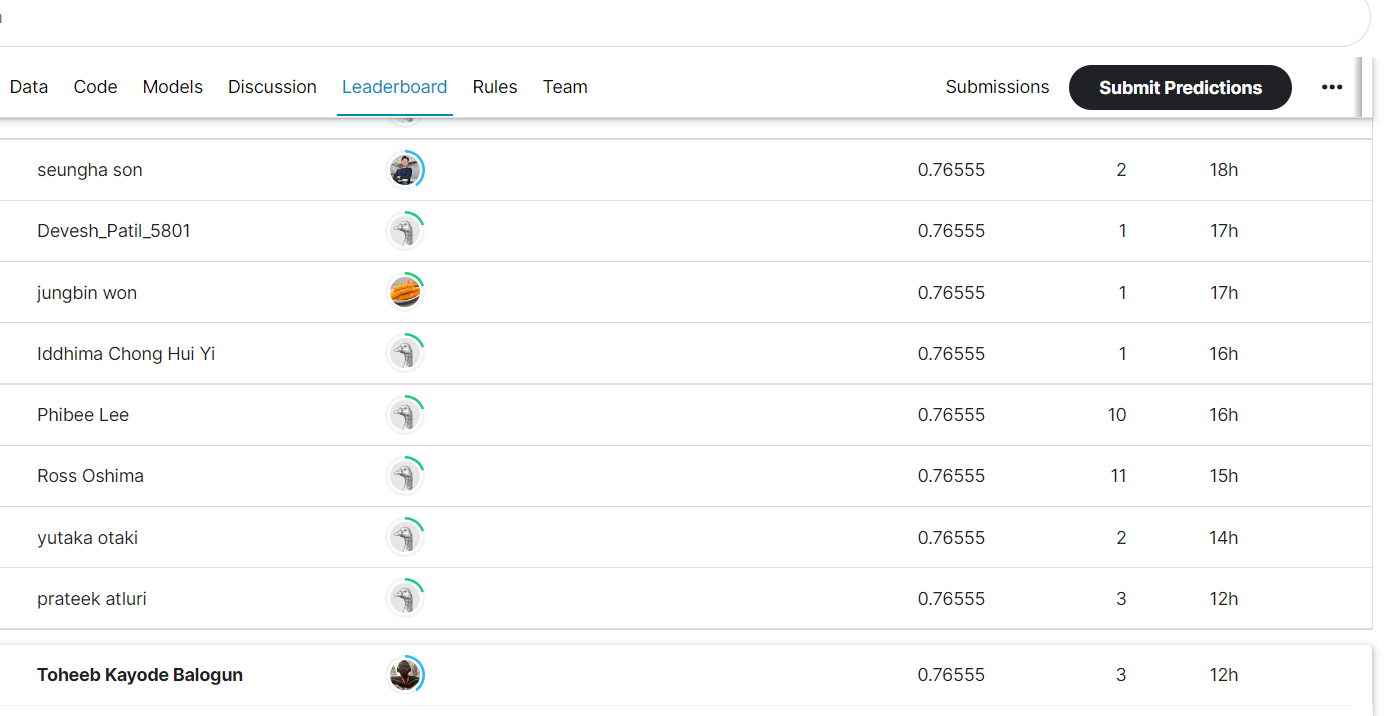 Data Code Models Discussion Leaderboard Rules Team Submissions Submit Predictions
seungha son 0.76555 2 18h
Devesh_Patil_5801 0.76555 1 17h
jungbin won 0.76555 1 17h
Iddhima Chong Hui Yi 0.76555 1 16h
Phibee Lee 0.76555 10 16h
Ross Oshima 0.76555 11 15h
yutaka otaki 0.76555 2 14h
prateek atluri 0.76555 3 12h
Toheeb Kayode Balogun 0.76555 3 12h